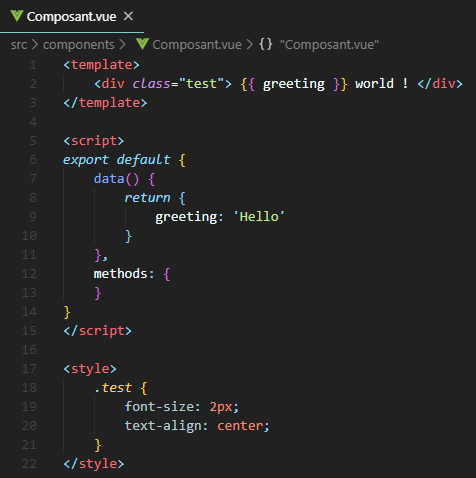 Composant.vue ×
src > components > Composant.vue > {} "Composant.vue"
1 <template>
2     <div class="test"> {{ greeting }} world ! </div>
3 </template>
4
5 <script>
6 export default {
7     data() {
8         return {
9             greeting: 'Hello'
10         }
11     },
12     methods: {
13     }
14 }
15 </script>
16
17 <style>
18     .test {
19         font-size: 2px;
20         text-align: center;
21     }
22 </style>